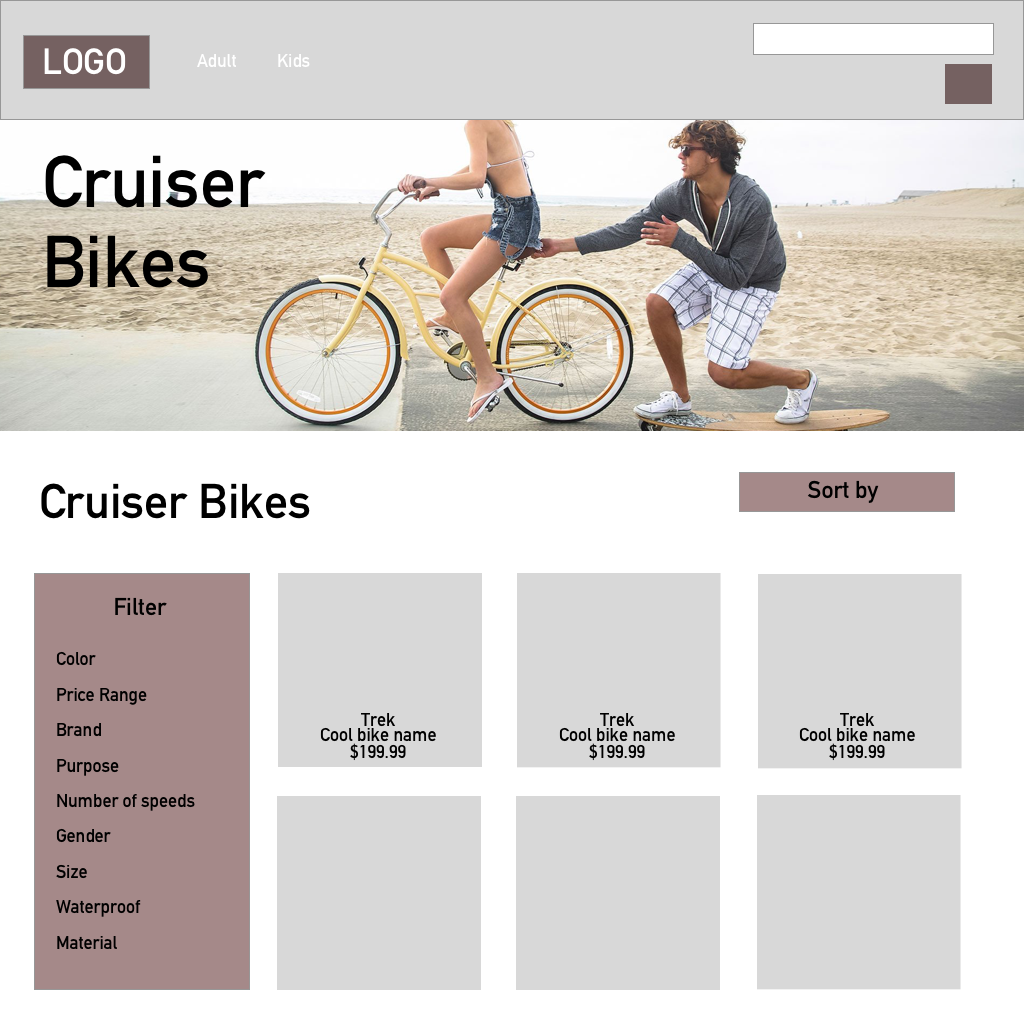 LOGO
Adult
Kids
Cruiser
Bikes
Cruiser Bikes
Sort by
Filter
Color
Price Range
Brand
Purpose
Number of speeds
Gender
Size
Waterproof
Material
Trek
Cool bike name
$199.99
Trek
Cool bike name
$199.99
Trek
Cool bike name
$199.99